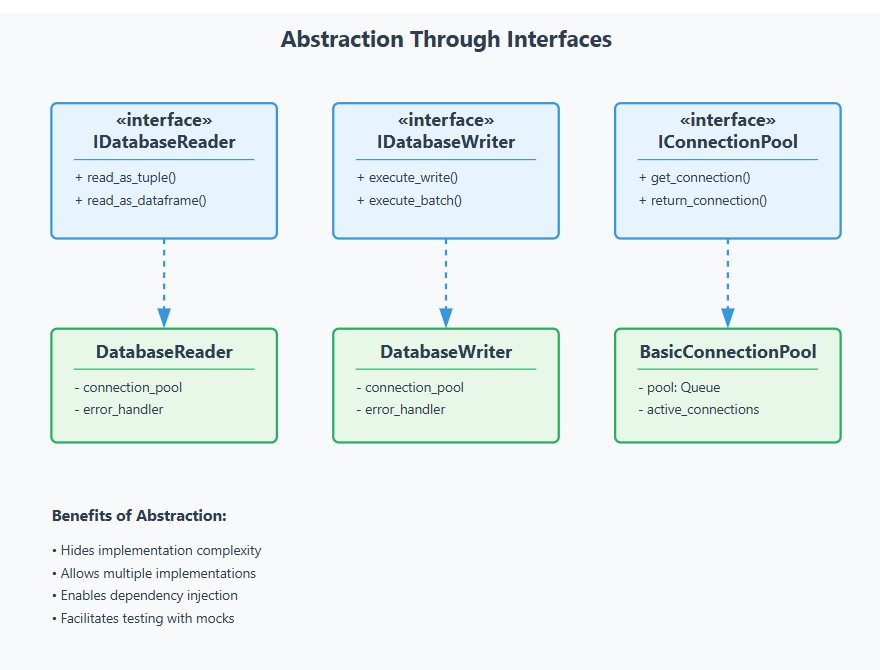 Abstraction Through Interfaces
«interface»
IDatabaseReader
+ read_as_tuple()
+ read_as_dataframe()
«interface»
IDatabaseWriter
+ execute_write()
+ execute_batch()
«interface»
IConnectionPool
+ get_connection()
+ return_connection()
DatabaseReader
- connection_pool
- error_handler
DatabaseWriter
- connection_pool
- error_handler
BasicConnectionPool
- pool: Queue
- active_connections
Benefits of Abstraction:
• Hides implementation complexity
• Allows multiple implementations
• Enables dependency injection
• Facilitates testing with mocks